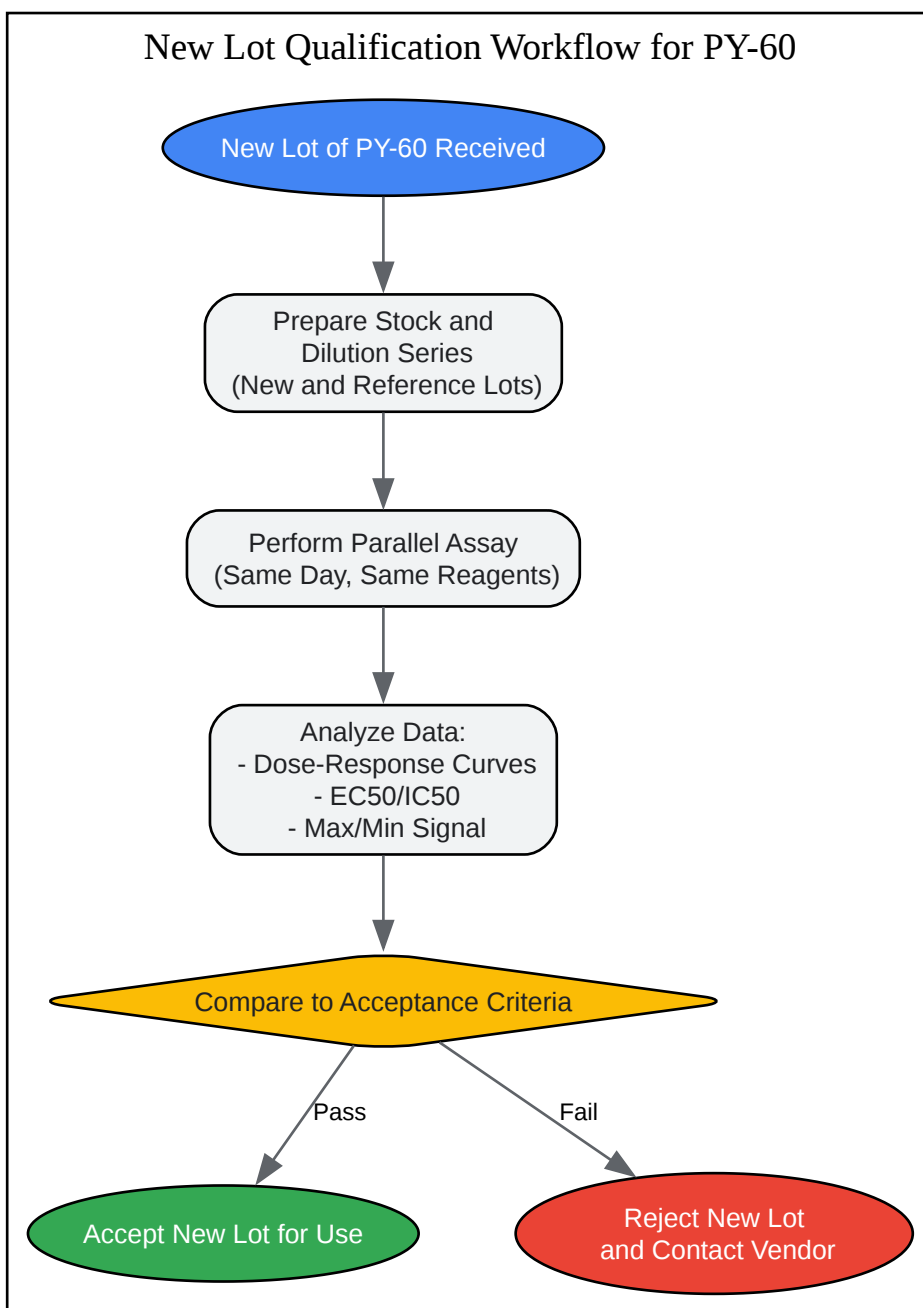 New Lot Qualification Workflow for PY-60
New Lot of PY-60 Received
Prepare Stock and
Dilution Series
(New and Reference Lots)
Perform Parallel Assay
(Same Day, Same Reagents)
Analyze Data:
- Dose-Response Curves
- EC50/IC50
- Max/Min Signal
Compare to Acceptance Criteria
Pass
Fail
Accept New Lot for Use
Reject New Lot
and Contact Vendor